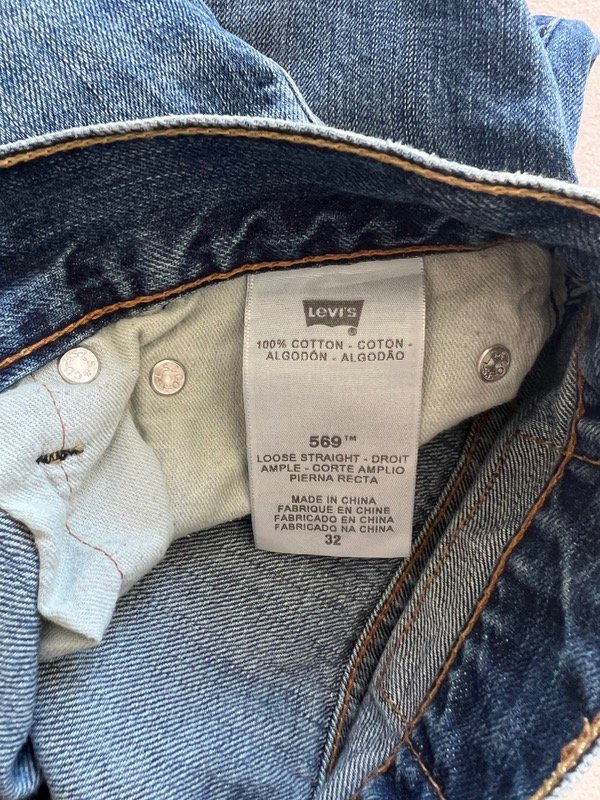 LEVI'S
®
100% COTTON - COTON -
ALGODÓN - ALGODÃO
569™
LOOSE STRAIGHT - DROIT
AMPLE - CORTE AMPLIO
PIERNA RECTA
MADE IN CHINA
FABRIQUE EN CHINE
FABRICADO EN CHINA
FABRICADO NA CHINA
32